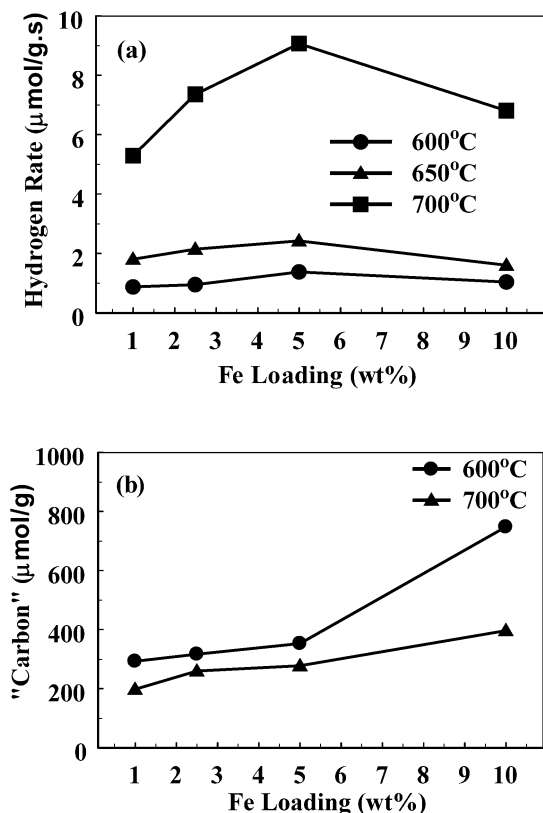 (a)
Hydrogen Rate (μmol/g.s)
10
8
6
4
2
0
600°C
650°C
700°C
1 2 3 4 5 6 7 8 9 10
Fe Loading (wt%)
(b)
"Carbon" (μmol/g)
1000
800
600
400
200
0
600°C
700°C
1 2 3 4 5 6 7 8 9 10
Fe Loading (wt%)